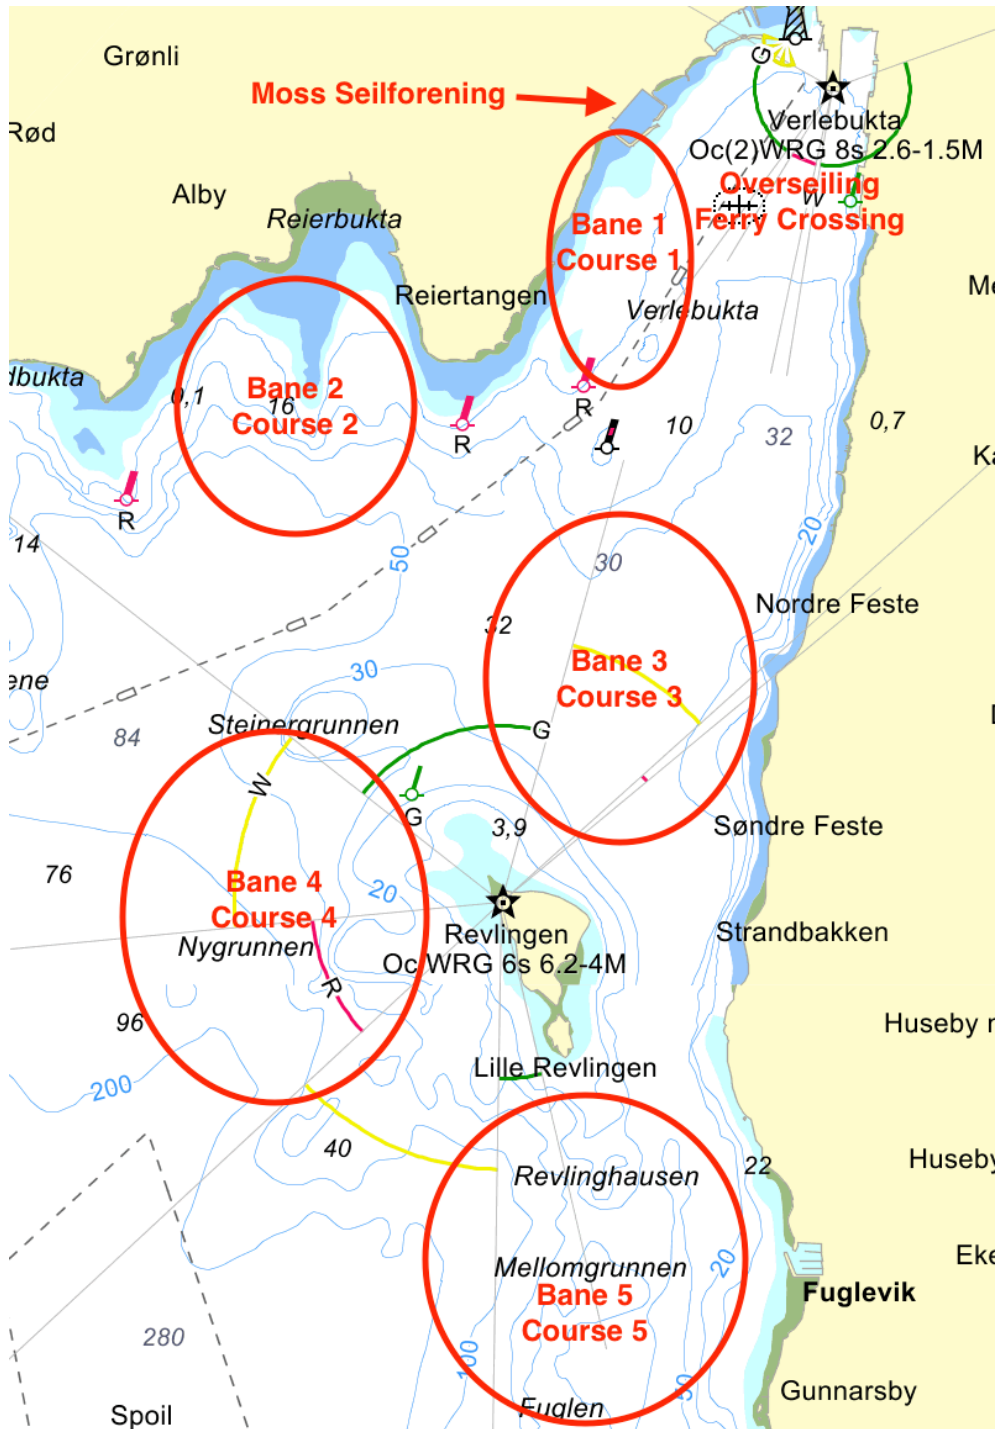 Grønli
G
Moss Seilforening
Rød
Verlebukta
Oc(2)WRG 8s 2.6-1.5M
Overseiling
W
Ferry Crossing
Alby
Reierbukta
Bane 1
Course 1
Me
Reiertangen
Verlebukta
dbukta
0,1
Bane 2
16
Course 2
R
R
10
32
0,7
Ka
R
14
50
20
30
Nordre Feste
32
ene
30
Bane 3
Course 3
Steinergrunnen
84
G
W
G
3,9
Søndre Feste
76
Bane 4
Course 4
20
Nygrunnen
Revlingen
Oc WRG 6s 6.2-4M
Strandbakken
R
96
Huseby r
200
Lille Revlingen
40
22
Huseby
Revlinghausen
Mellomgrunnen
20
Eke
Bane 5
Course 5
Fuglevik
280
100
50
Gunnarsby
Fuglen
Spoil